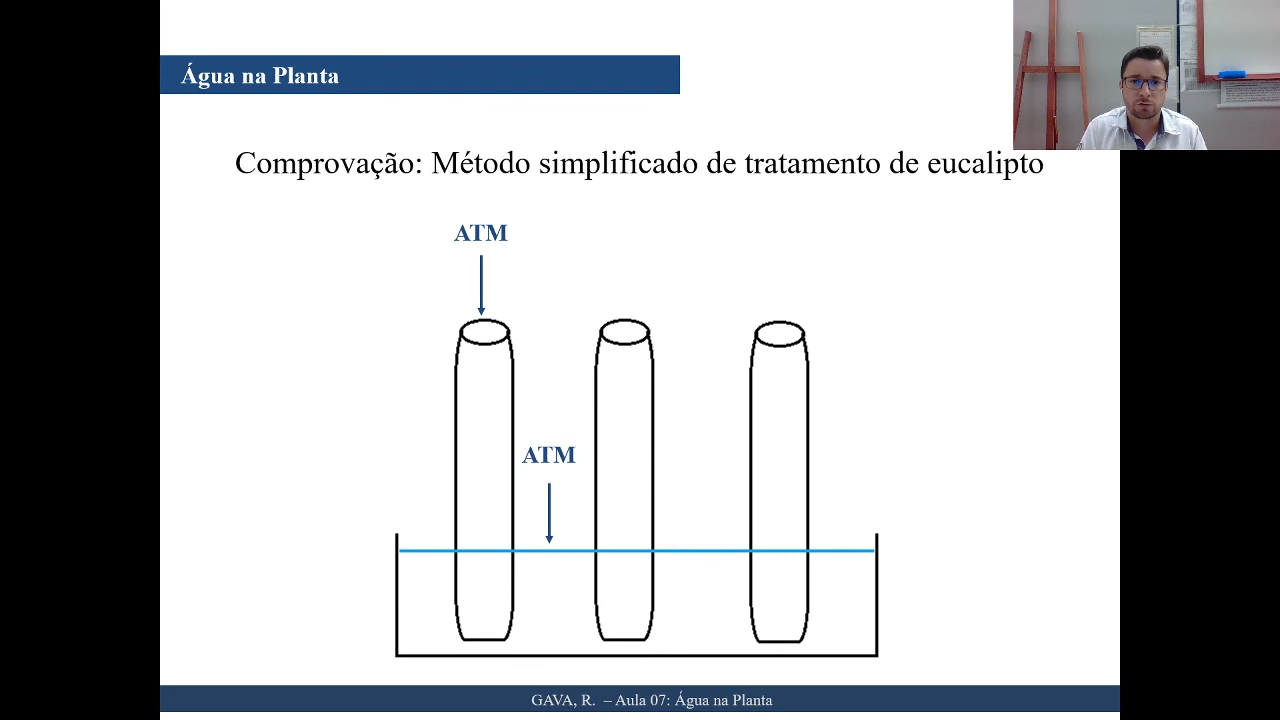 Água na Planta
Comprovação: Método simplificado de tratamento de eucalipto
ATM
ATM
GAVA, R. – Aula 07: Água na Planta